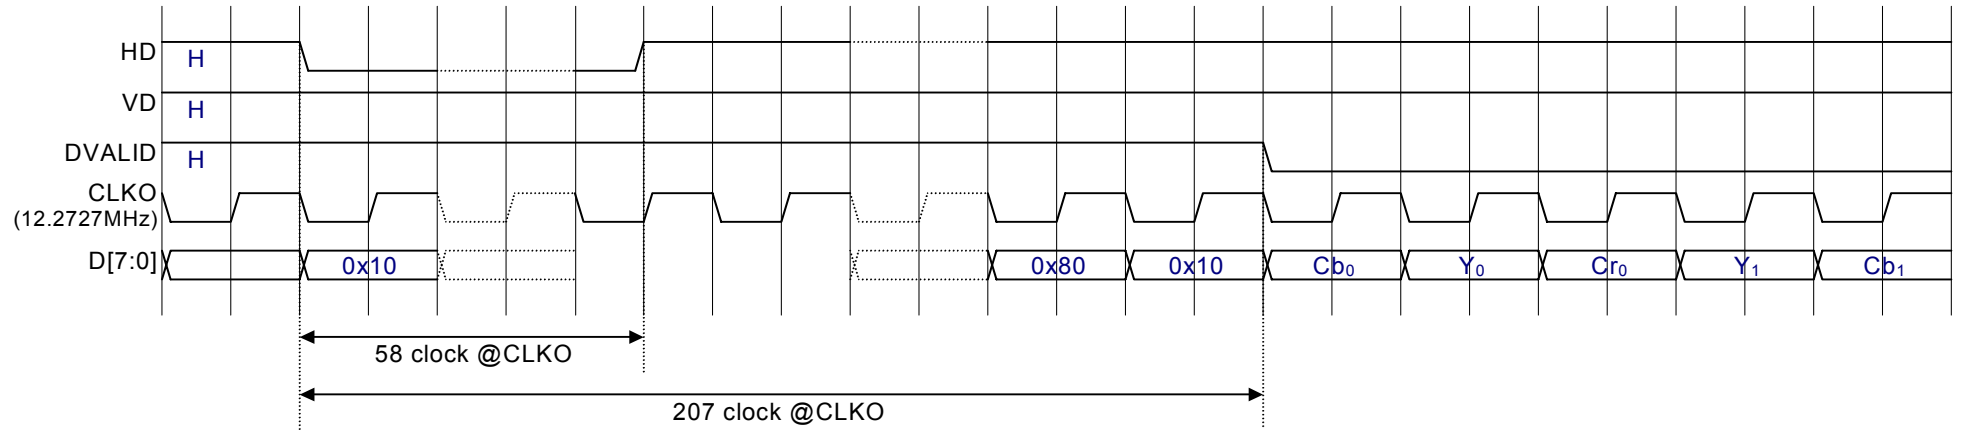 HD H
VD H
DVALID H
CLKO
(12.2727MHz)
D[7:0] 0x10 0x80 0x10 Cb₀ Y₀ Cr₀ Y₁ Cb₁
58 clock @CLKO
207 clock @CLKO